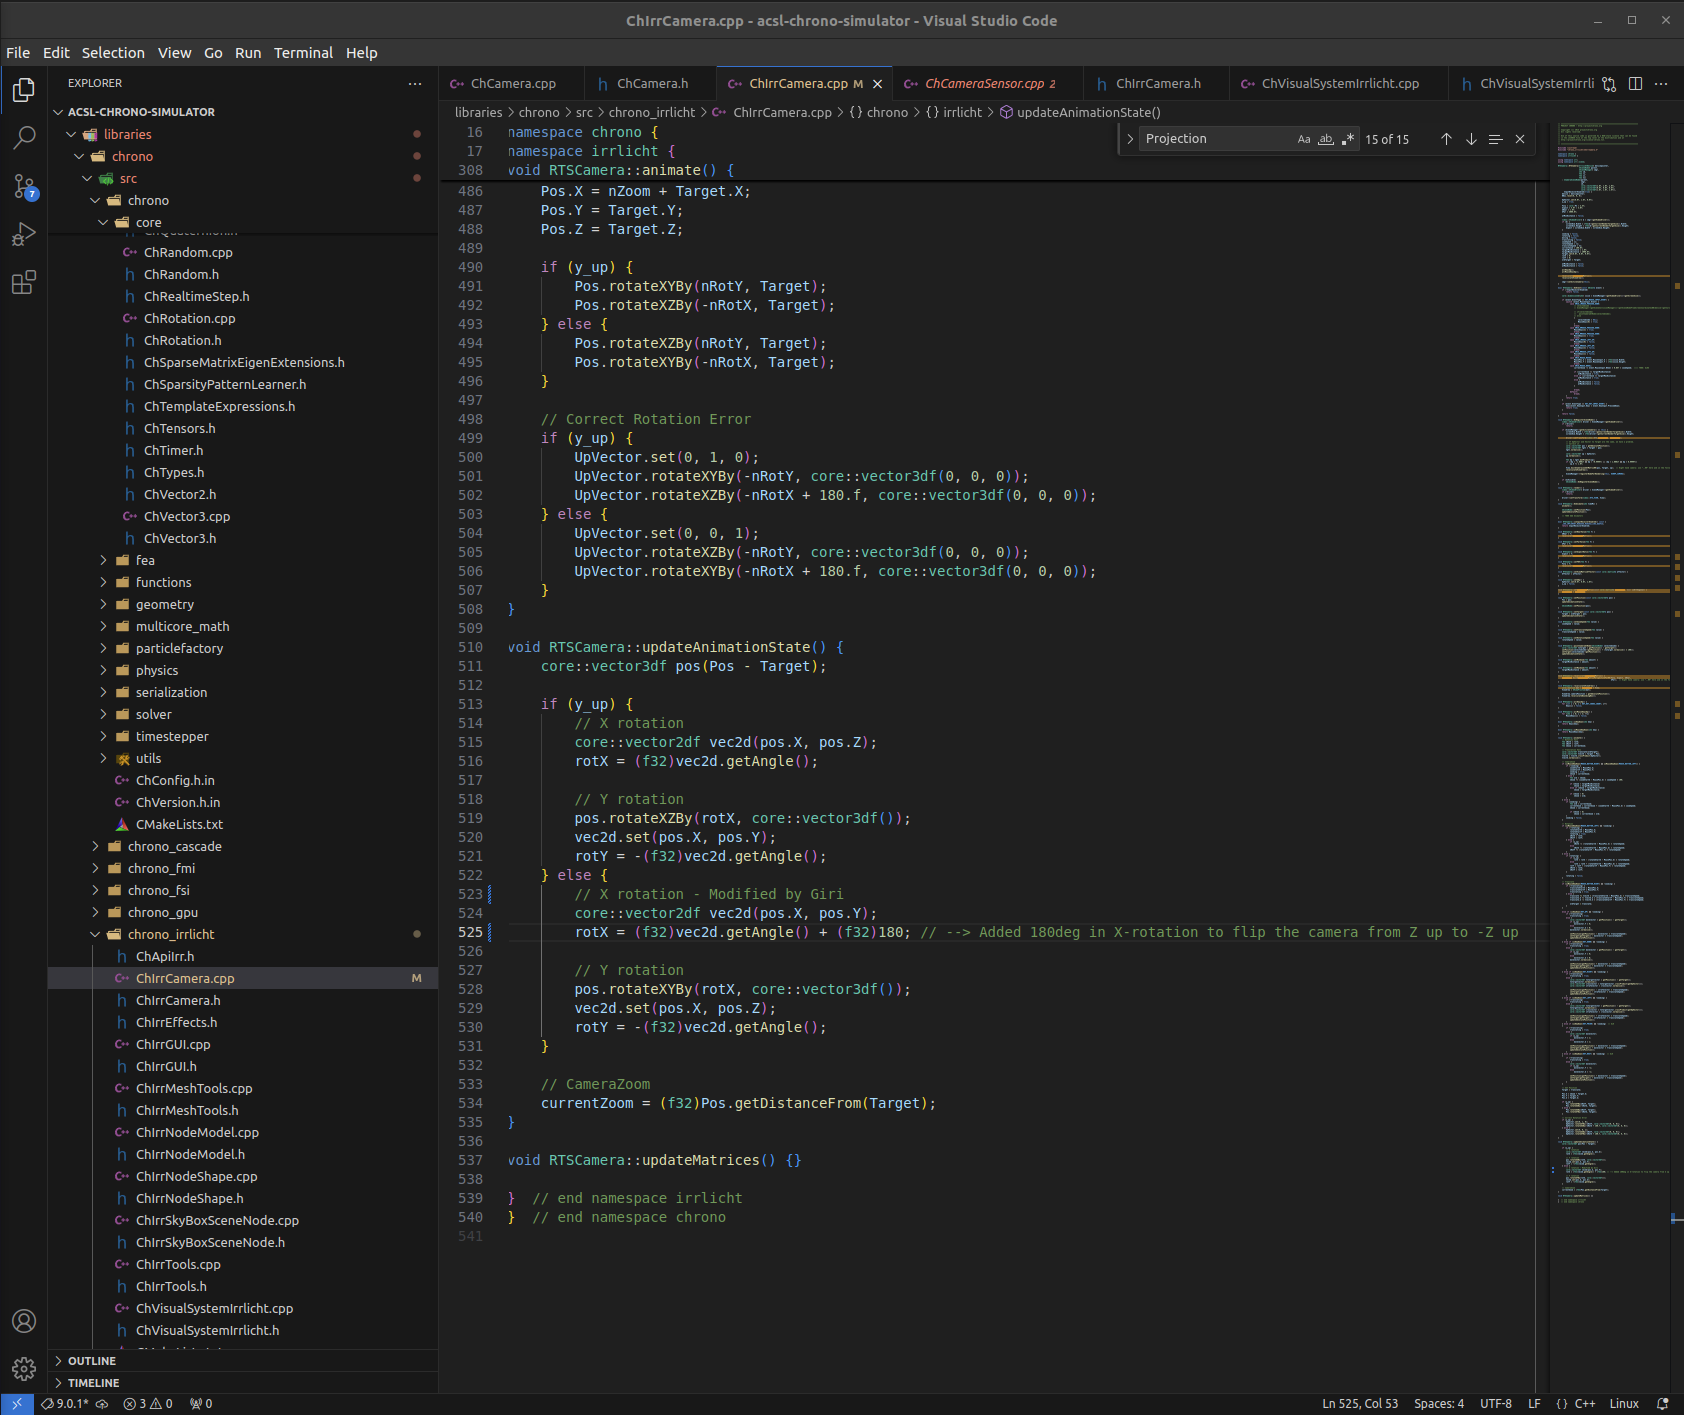 ChIrrCamera.cpp - acsl-chrono-simulator - Visual Studio Code
File Edit Selection View Go Run Terminal Help
EXPLORER
ChCamera.cpp
ChCamera.h
ChIrrCamera.cpp M
ChCameraSensor.cpp 2
ChIrrCamera.h
ChVisualSystemIrrlicht.cpp
ChVisualSystemIrrli
libraries > chrono > src > chrono_irrlicht > ChIrrCamera.cpp > {} chrono > {} irrlicht > updateAnimationState()
Projection
Aa ab .* 15 of 15
ACSL-CHRONO-SIMULATOR
libraries
chrono
src
chrono
core
ChQuaternion.h
ChRandom.cpp
ChRandom.h
ChRealtimeStep.h
ChRotation.cpp
ChRotation.h
ChSparseMatrixEigenExtensions.h
ChSparsityPatternLearner.h
ChTemplateExpressions.h
ChTensors.h
ChTimer.h
ChTypes.h
ChVector2.h
ChVector3.cpp
ChVector3.h
fea
functions
geometry
multicore_math
particleFactory
physics
serialization
solver
timestepper
utils
ChConfig.h.in
ChVersion.h.in
CMakeLists.txt
chrono_cascade
chrono_fmi
chrono_fsi
chrono_gpu
chrono_irrlicht
ChApiIrr.h
ChIrrCamera.cpp M
ChIrrCamera.h
ChIrrEffects.h
ChIrrGUI.cpp
ChIrrGUI.h
ChIrrMeshTools.cpp
ChIrrMeshTools.h
ChIrrNodeModel.cpp
ChIrrNodeModel.h
ChIrrNodeShape.cpp
ChIrrNodeShape.h
ChIrrSkyBoxSceneNode.cpp
ChIrrSkyBoxSceneNode.h
ChIrrTools.cpp
ChIrrTools.h
ChVisualSystemIrrlicht.cpp
ChVisualSystemIrrlicht.h
OUTLINE
TIMELINE
7
16 namespace chrono {
17 namespace irrlicht {
308 void RTSCamera::animate() {
486 Pos.X = nZoom + Target.X;
487 Pos.Y = Target.Y;
488 Pos.Z = Target.Z;
489
490 if (y_up) {
491 Pos.rotateXYBy(nRotY, Target);
492 Pos.rotateXZBy(-nRotX, Target);
493 } else {
494 Pos.rotateXZBy(nRotY, Target);
495 Pos.rotateXYBy(-nRotX, Target);
496 }
497
498 // Correct Rotation Error
499 if (y_up) {
500 UpVector.set(0, 1, 0);
501 UpVector.rotateXYBy(-nRotY, core::vector3df(0, 0, 0));
502 UpVector.rotateXZBy(-nRotX + 180.f, core::vector3df(0, 0, 0));
503 } else {
504 UpVector.set(0, 0, 1);
505 UpVector.rotateXZBy(-nRotY, core::vector3df(0, 0, 0));
506 UpVector.rotateXYBy(-nRotX + 180.f, core::vector3df(0, 0, 0));
507 }
508 }
509
510 void RTSCamera::updateAnimationState() {
511 core::vector3df pos(Pos - Target);
512
513 if (y_up) {
514 // X rotation
515 core::vector2df vec2d(pos.X, pos.Z);
516 rotX = (f32)vec2d.getAngle();
517
518 // Y rotation
519 pos.rotateXZBy(rotX, core::vector3df());
520 vec2d.set(pos.X, pos.Y);
521 rotY = -(f32)vec2d.getAngle();
522 } else {
523 // X rotation - Modified by Giri
524 core::vector2df vec2d(pos.X, pos.Y);
525 rotX = (f32)vec2d.getAngle() + (f32)180; // --> Added 180deg in X-rotation to flip the camera from Z up to -Z up
526
527 // Y rotation
528 pos.rotateXYBy(rotX, core::vector3df());
529 vec2d.set(pos.X, pos.Z);
530 rotY = -(f32)vec2d.getAngle();
531 }
532
533 // CameraZoom
534 currentZoom = (f32)Pos.getDistanceFrom(Target);
535 }
536
537 void RTSCamera::updateMatrices() {}
538
539 } // end namespace irrlicht
540 } // end namespace chrono
541
9.0.1* 3 0 0
Ln 525, Col 53 Spaces: 4 UTF-8 LF {} C++ Linux